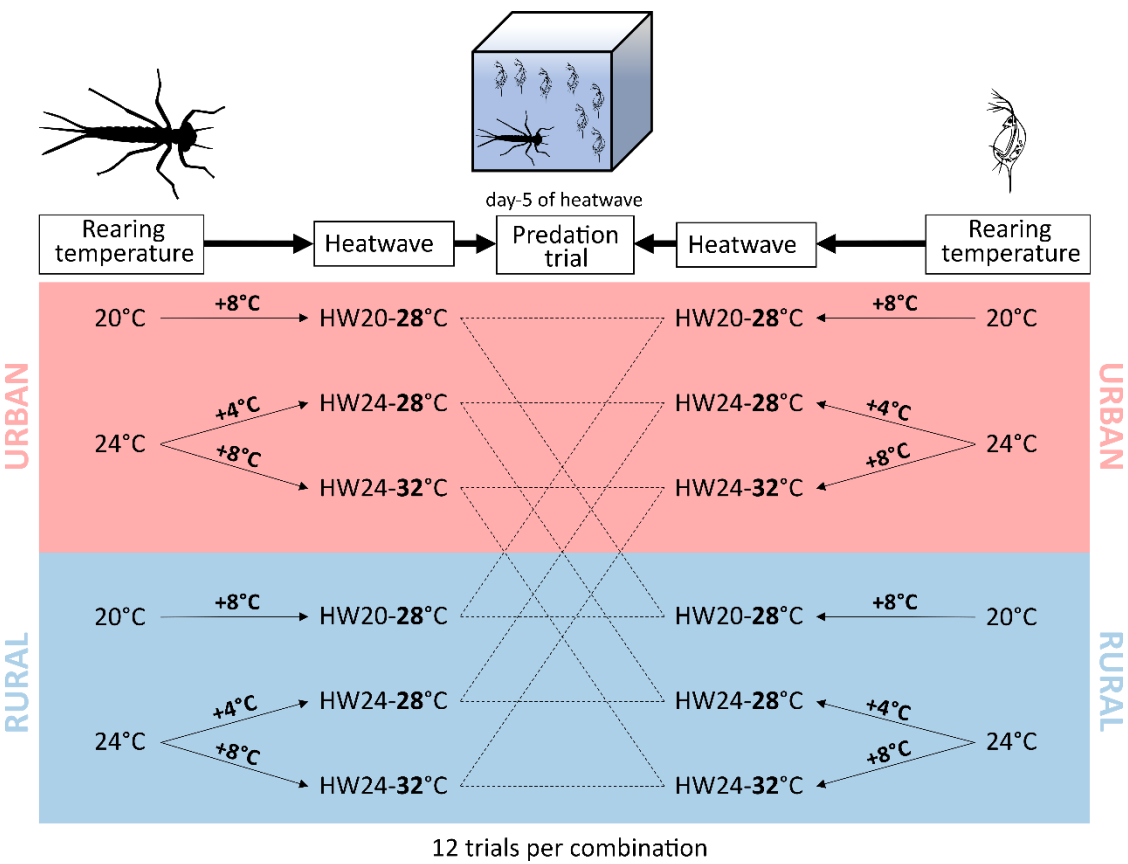 day-5 of heatwave
Rearing
temperature
Heatwave
Predation
trial
Heatwave
Rearing
temperature
URBAN
20°C
+8°C
HW20-28°C
HW20-28°C
+8°C
20°C
URBAN
24°C
+4°C
HW24-28°C
HW24-28°C
+4°C
24°C
+8°C
HW24-32°C
HW24-32°C
+8°C
RURAL
20°C
+8°C
HW20-28°C
HW20-28°C
+8°C
20°C
RURAL
24°C
+4°C
HW24-28°C
HW24-28°C
+4°C
24°C
+8°C
HW24-32°C
HW24-32°C
+8°C
12 trials per combination